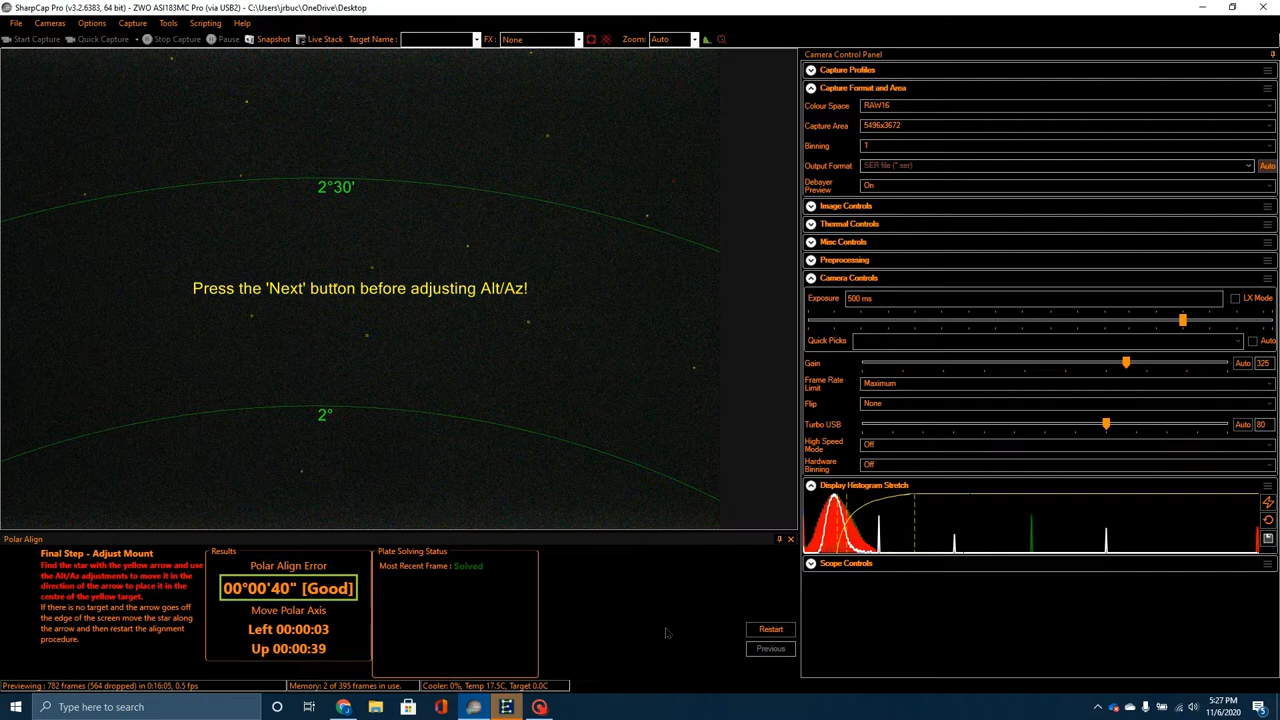 SharpCap Pro (v3.2.6383, 64 bit) - ZWO ASI183MC Pro (via USB2) - C:\Users\jrbuc\OneDrive\Desktop
File Cameras Options Capture Tools Scripting Help
Start Capture Quick Capture Stop Capture Pause Snapshot Live Stack Target Name : FX : None Zoom: Auto
2°30'
Press the 'Next' button before adjusting Alt/Az!
2°
Camera Control Panel
Capture Profiles
Capture Format and Area
Colour Space RAW16
Capture Area 5496x3672
Binning 1
Output Format SER file (*.ser) Auto
Debayer Preview On
Image Controls
Thermal Controls
Misc Controls
Preprocessing
Camera Controls
Exposure 500 ms LX Mode
Quick Picks Auto
Gain Auto 325
Frame Rate Limit Maximum
Flip None
Turbo USB Auto 80
High Speed Mode Off
Hardware Binning Off
Display Histogram Stretch
Scope Controls
Polar Align
Final Step - Adjust Mount
Find the star with the yellow arrow and use
the Alt/Az adjustments to move it in the
direction of the arrow to place it in the
centre of the yellow target.
If there is no target and the arrow goes off
the edge of the screen move the star along
the arrow and then restart the alignment
procedure.
Results
Polar Align Error
00°00'40" [Good]
Move Polar Axis
Left 00:00:03
Up 00:00:39
Plate Solving Status
Most Recent Frame : Solved
Restart
Previous
Previewing : 782 frames (564 dropped) in 0:16:05, 0.5 fps Memory: 2 of 395 frames in use. Cooler: 0%, Temp 17.5C, Target 0.0C
Type here to search
5:27 PM
11/6/2020
5